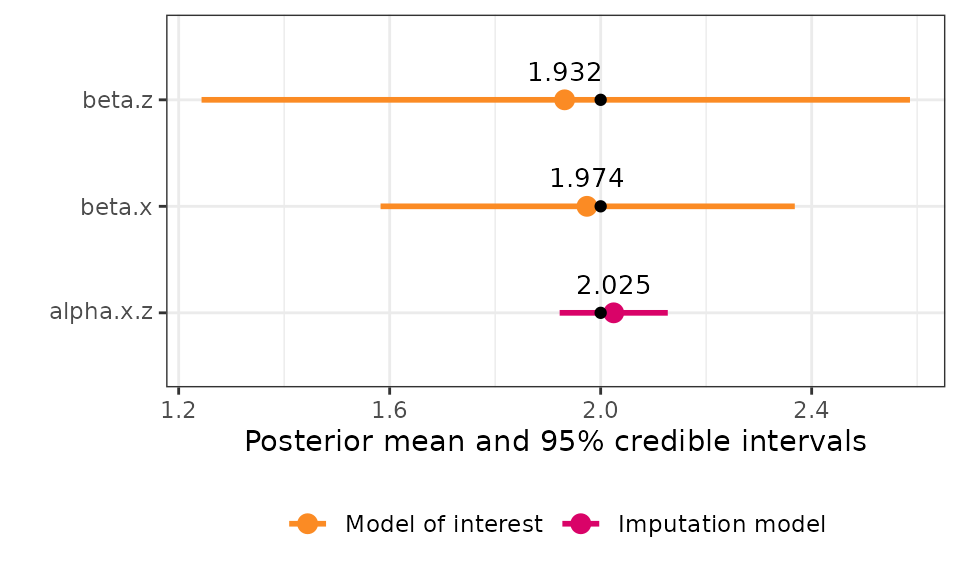 1.932
beta.z
1.974
beta.x
2.025
alpha.x.z
1.2 1.6 2.0 2.4
Posterior mean and 95% credible intervals
Model of interest Imputation model